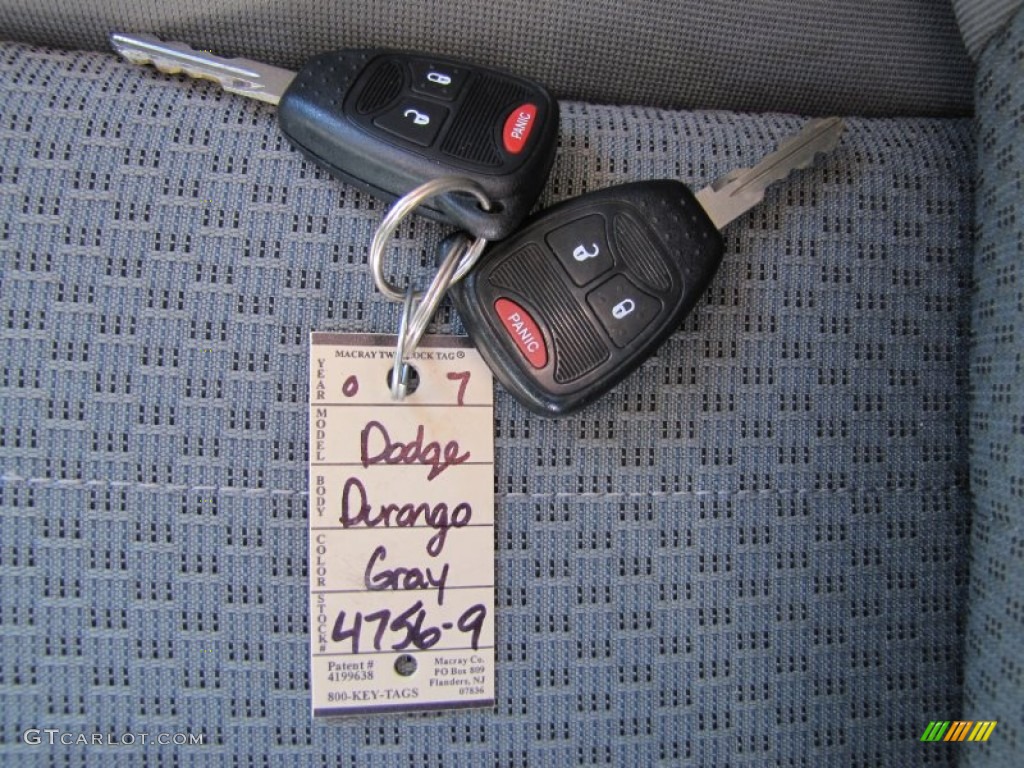 PANIC
PANIC
MACRAY TW LOCK TAG®
YEAR 0 7
MODEL Dodge
BODY Durango
COLOR Gray
STOCK# 4756-9
Patent #
4199638
800-KEY-TAGS
Macray Co.
PO Box 809
Flanders, NJ
07836
GTCARLOT.COM